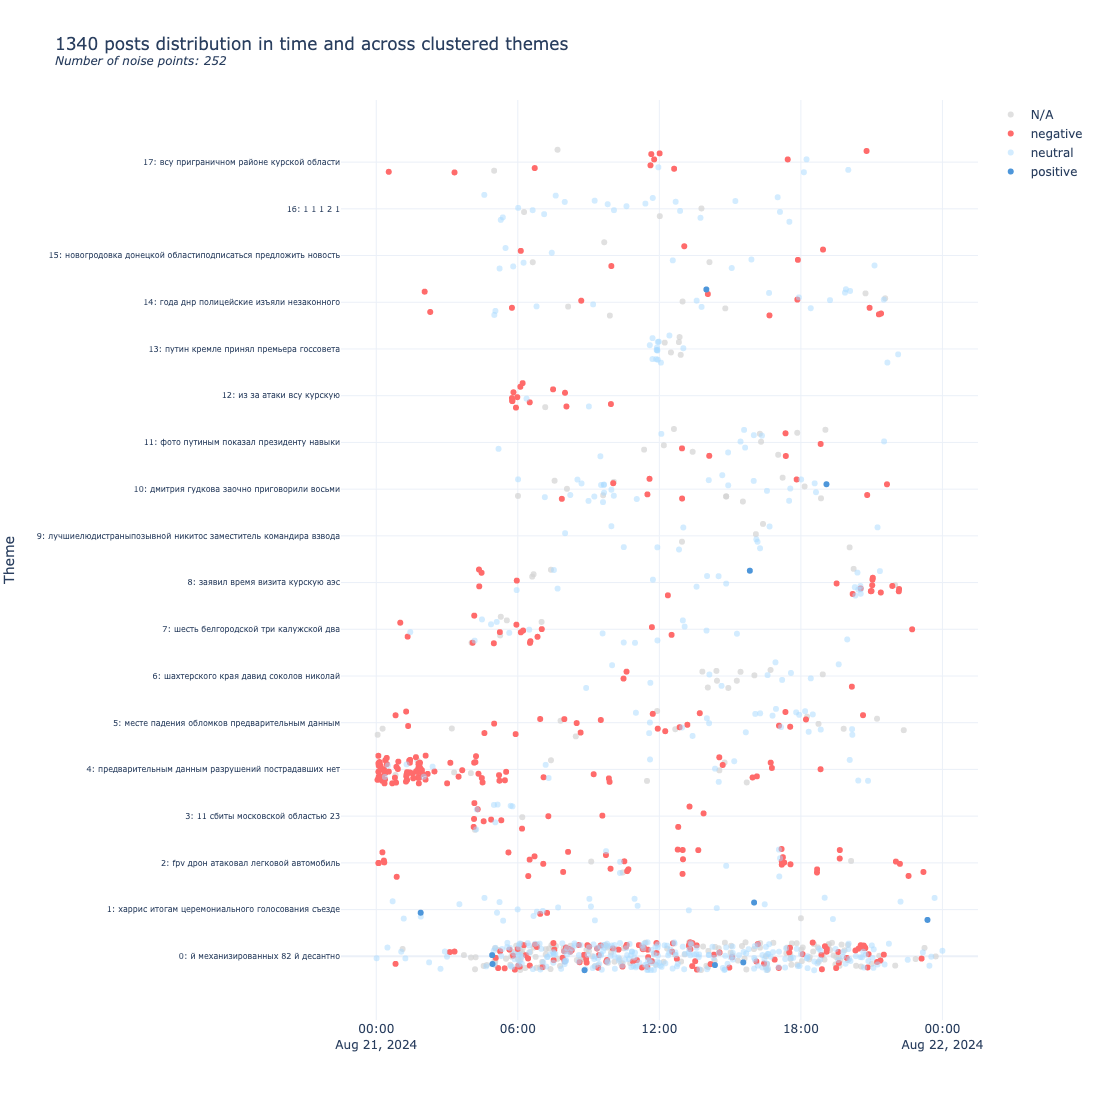 1340 posts distribution in time and across clustered themes
Number of noise points: 252
N/A
negative
neutral
positive
17: всу приграничном районе курской области
16: 1 1 1 2 1
15: новогродовка донецкой областиподписаться предложить новость
14: года днр полицейские изъяли незаконного
13: путин кремле принял премьера госсовета
12: из за атаки всу курскую
11: фото путиным показал президенту навыки
10: дмитрия гудкова заочно приговорили восьми
9: лучшиелюдистраныпозывной никитос заместитель командира взвода
8: заявил время визита курскую аэс
7: шесть белгородской три калужской два
6: шахтерского края давид соколов николай
5: месте падения обломков предварительным данным
4: предварительным данным разрушений пострадавших нет
3: 11 сбиты московской областью 23
2: fpv дрон атаковал легковой автомобиль
1: харрис итогам церемониального голосования съезде
0: й механизированных 82 й десантно
Theme
00:00
Aug 21, 2024
06:00
12:00
18:00
00:00
Aug 22, 2024